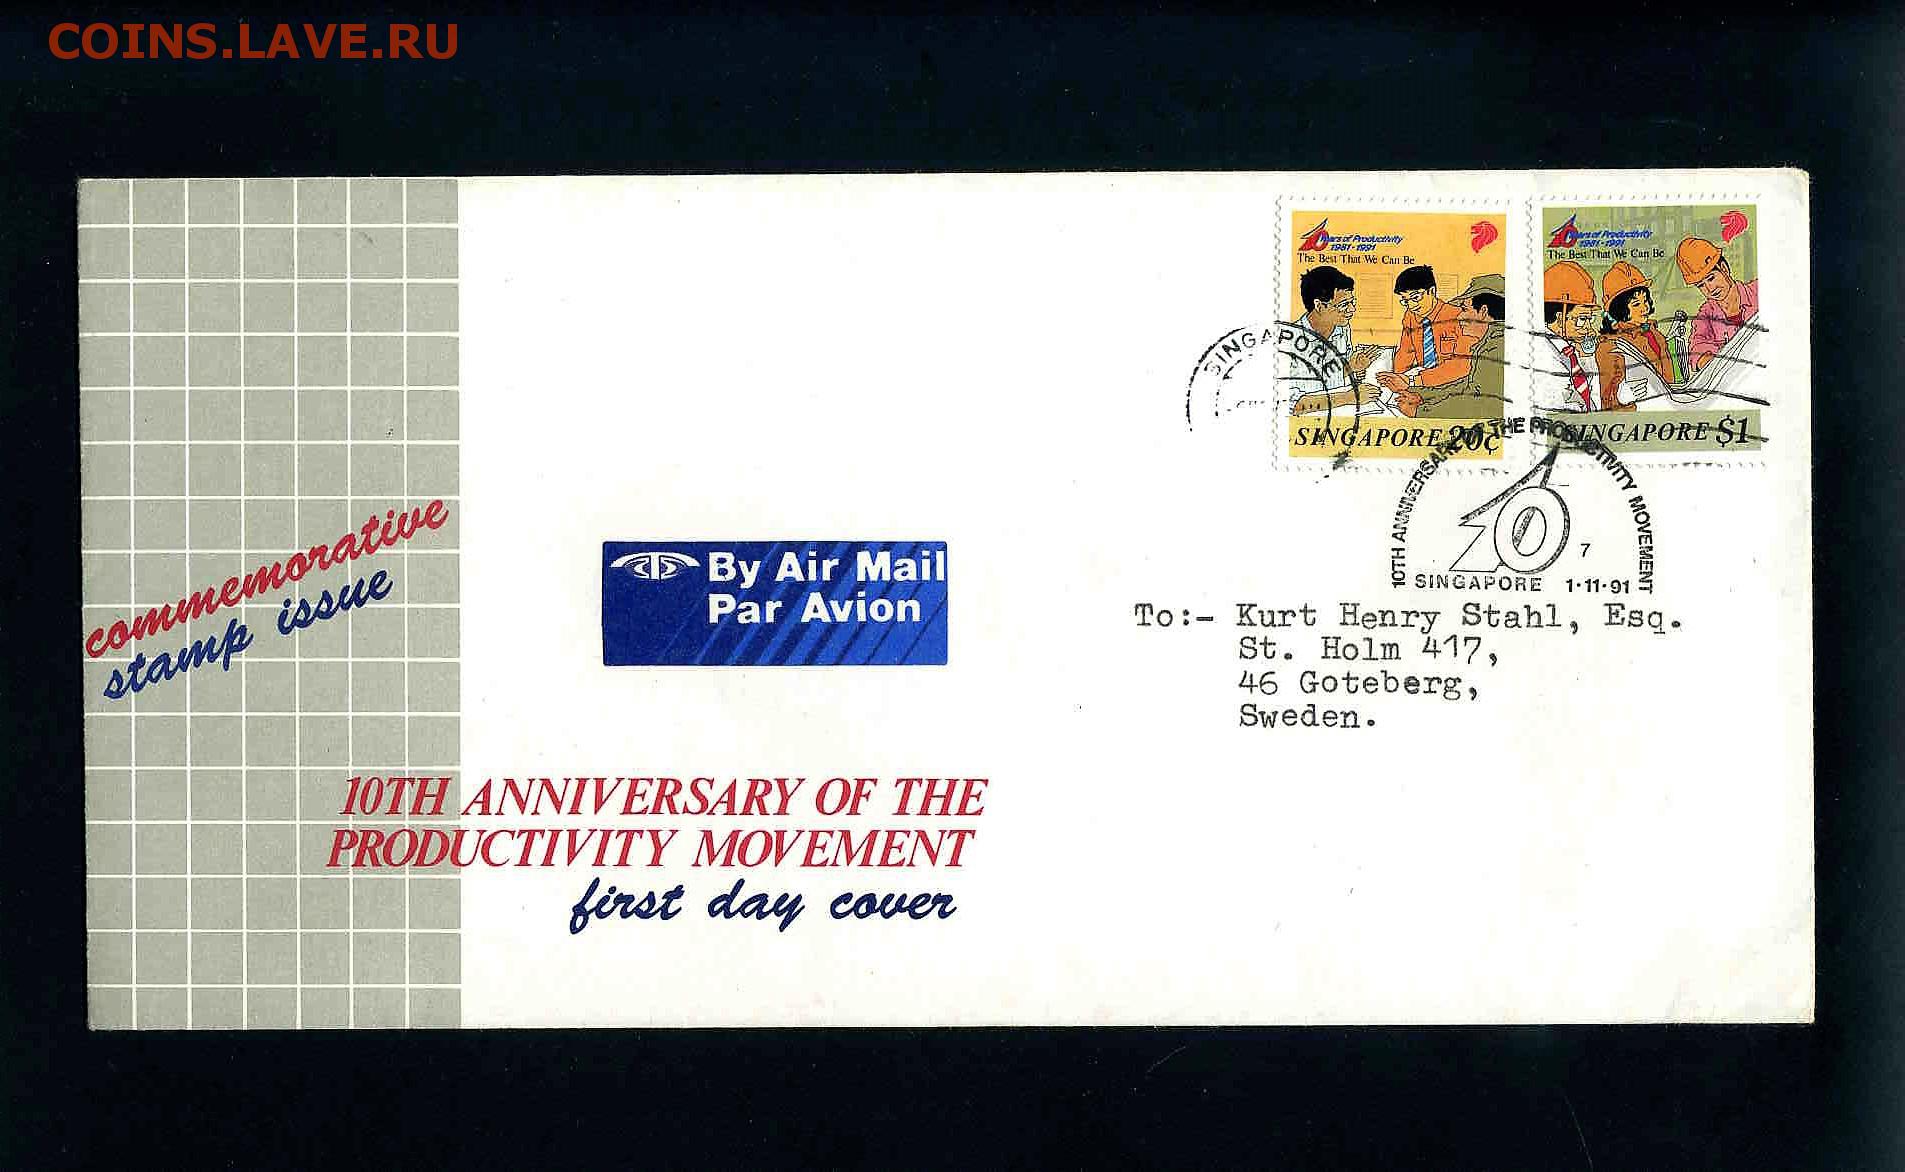 COINS.LAVE.RU
10 Years of Productivity
1981-1991
The Best That We Can Be
SINGAPORE 20¢
10 Years of Productivity
1981-1991
The Best That We Can Be
SINGAPORE $1
SINGAPORE
10TH ANNIVERSARY OF THE PRODUCTIVITY MOVEMENT
10
7
SINGAPORE 1·11·91
commemorative
stamp issue
By Air Mail
Par Avion
To:- Kurt Henry Stahl, Esq.
St. Holm 417,
46 Goteberg,
Sweden.
10TH ANNIVERSARY OF THE
PRODUCTIVITY MOVEMENT
first day cover